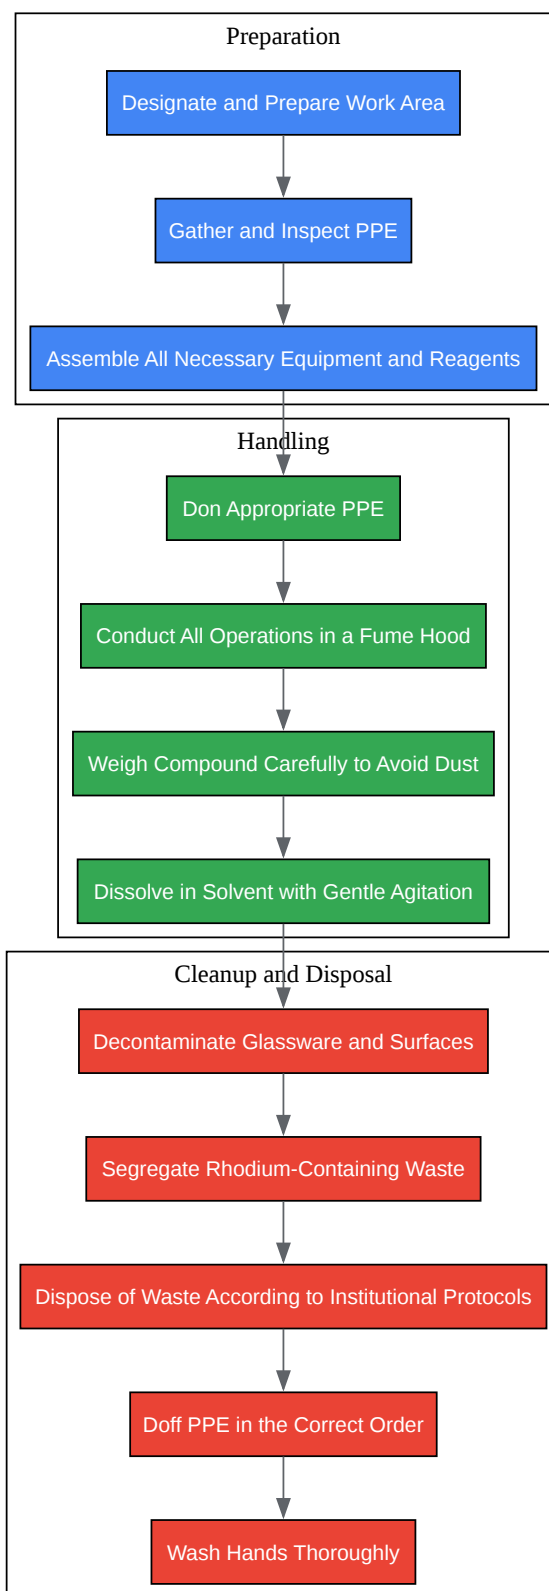 Preparation
Designate and Prepare Work Area
Gather and Inspect PPE
Assemble All Necessary Equipment and Reagents
Handling
Don Appropriate PPE
Conduct All Operations in a Fume Hood
Weigh Compound Carefully to Avoid Dust
Dissolve in Solvent with Gentle Agitation
Cleanup and Disposal
Decontaminate Glassware and Surfaces
Segregate Rhodium-Containing Waste
Dispose of Waste According to Institutional Protocols
Doff PPE in the Correct Order
Wash Hands Thoroughly